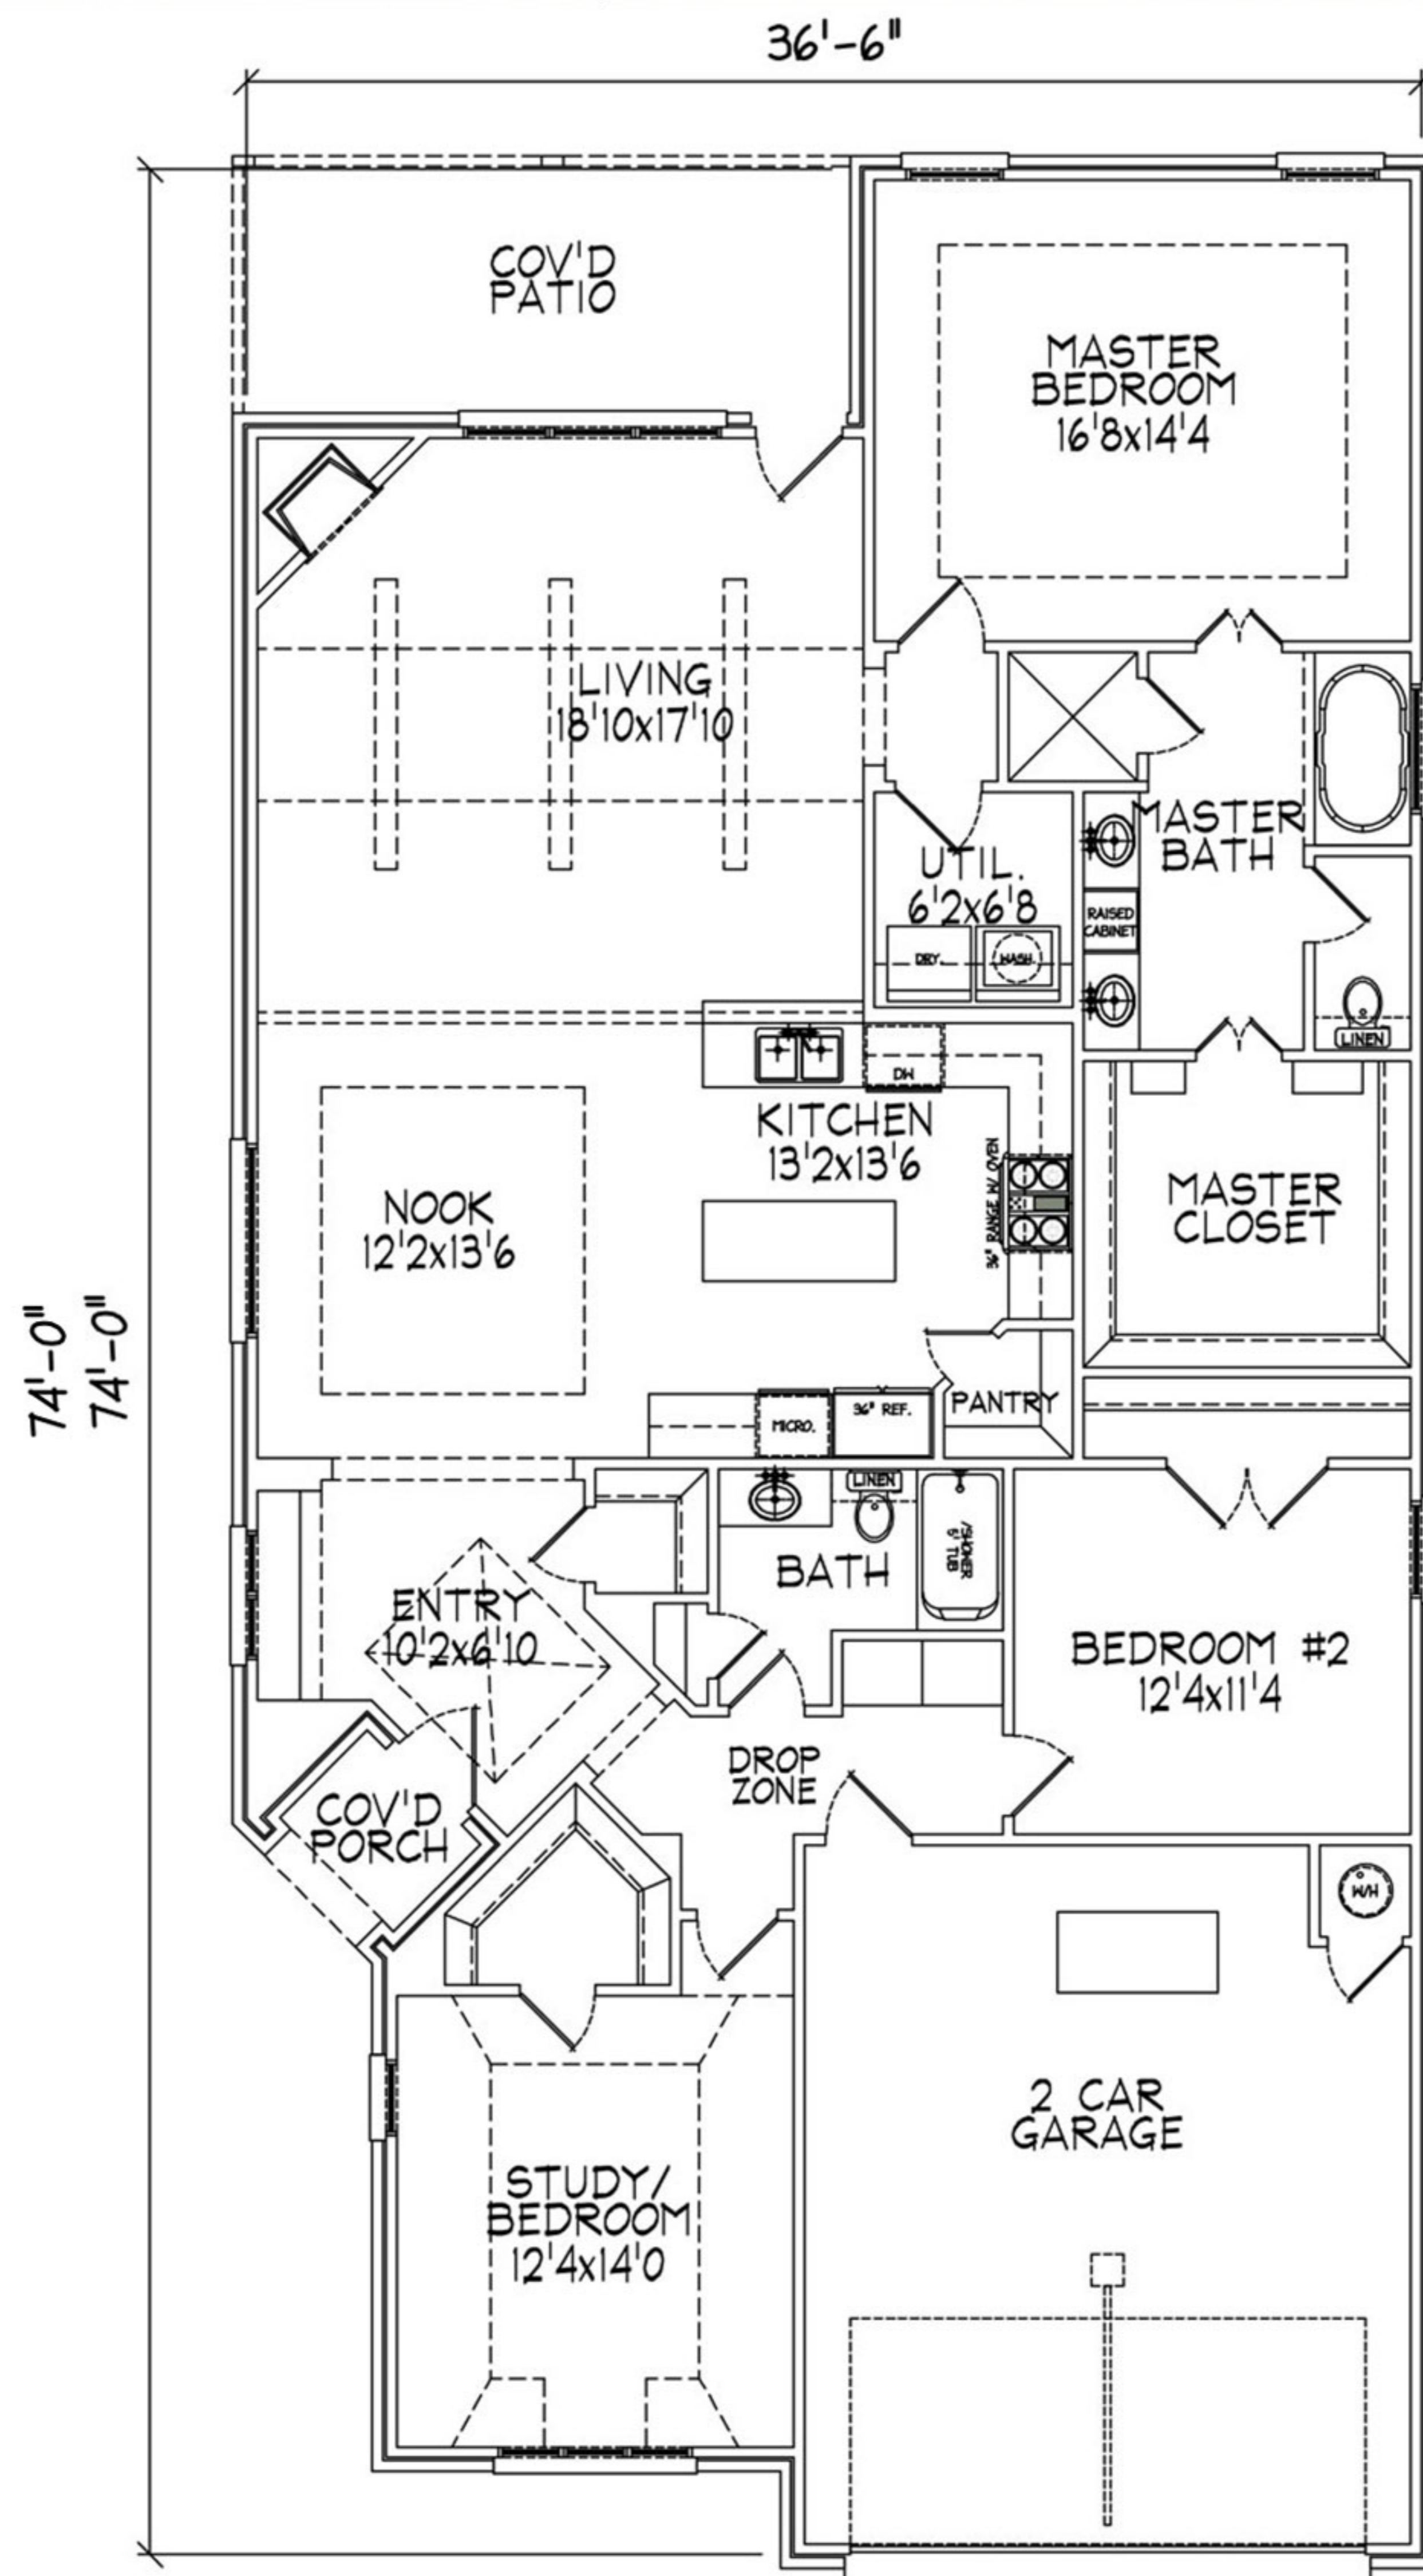 36'-6"
COV'D
PATIO
MASTER
BEDROOM
16'8x14'4
LIVING
18'10x17'10
MASTER
BATH
UTIL.
6'2x6'8
RAISED
CABINET
DRY.
WASH.
LINEN
DW
KITCHEN
13'2x13'6
36" RANGE W/ OVEN
NOOK
12'2x13'6
MASTER
CLOSET
74'-0"
74'-0"
PANTRY
36" REF.
MICRO.
LINEN
5' TUB
/SHOWER
BATH
ENTRY
10'2x6'10
BEDROOM #2
12'4x11'4
DROP
ZONE
COV'D
PORCH
W/H
2 CAR
GARAGE
STUDY/
BEDROOM
12'4x14'0